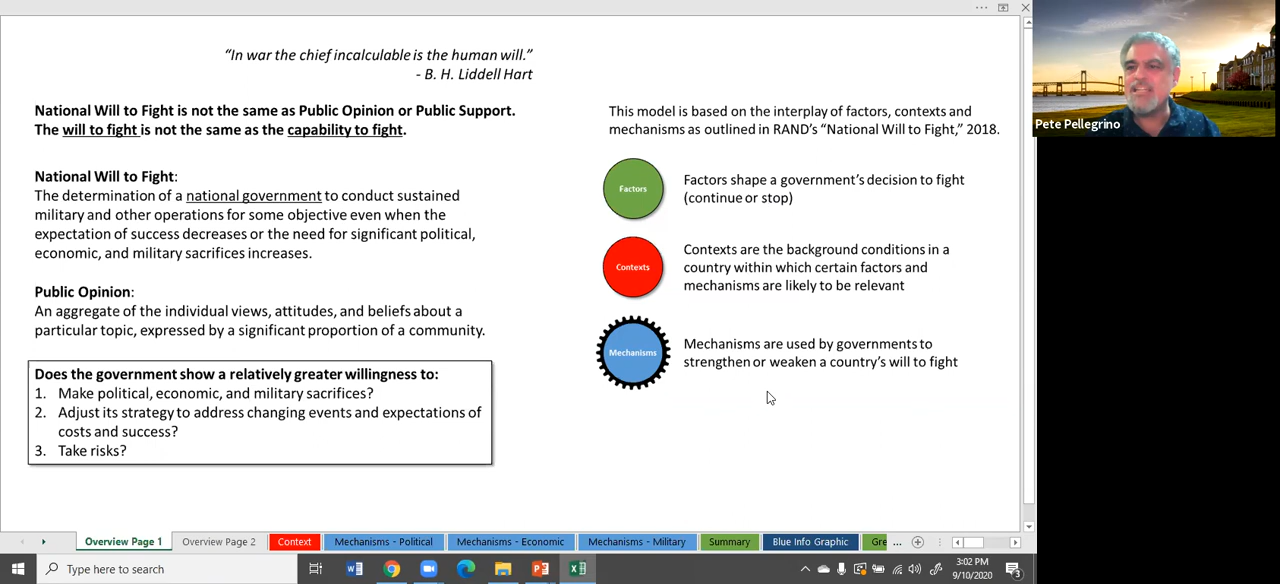 “In war the chief incalculable is the human will.”
- B. H. Liddell Hart
National Will to Fight is not the same as Public Opinion or Public Support.
The will to fight is not the same as the capability to fight.
National Will to Fight:
The determination of a national government to conduct sustained
military and other operations for some objective even when the
expectation of success decreases or the need for significant political,
economic, and military sacrifices increases.
Public Opinion:
An aggregate of the individual views, attitudes, and beliefs about a
particular topic, expressed by a significant proportion of a community.
Does the government show a relatively greater willingness to:
1. Make political, economic, and military sacrifices?
2. Adjust its strategy to address changing events and expectations of
costs and success?
3. Take risks?
This model is based on the interplay of factors, contexts and
mechanisms as outlined in RAND’s “National Will to Fight,” 2018.
Factors
Factors shape a government’s decision to fight
(continue or stop)
Contexts
Contexts are the background conditions in a
country within which certain factors and
mechanisms are likely to be relevant
Mechanisms
Mechanisms are used by governments to
strengthen or weaken a country’s will to fight
Pete Pellegrino
Overview Page 1
Overview Page 2
Context
Mechanisms - Political
Mechanisms - Economic
Mechanisms - Military
Summary
Blue Info Graphic
Gre
...
Type here to search
3:02 PM
9/10/2020
3